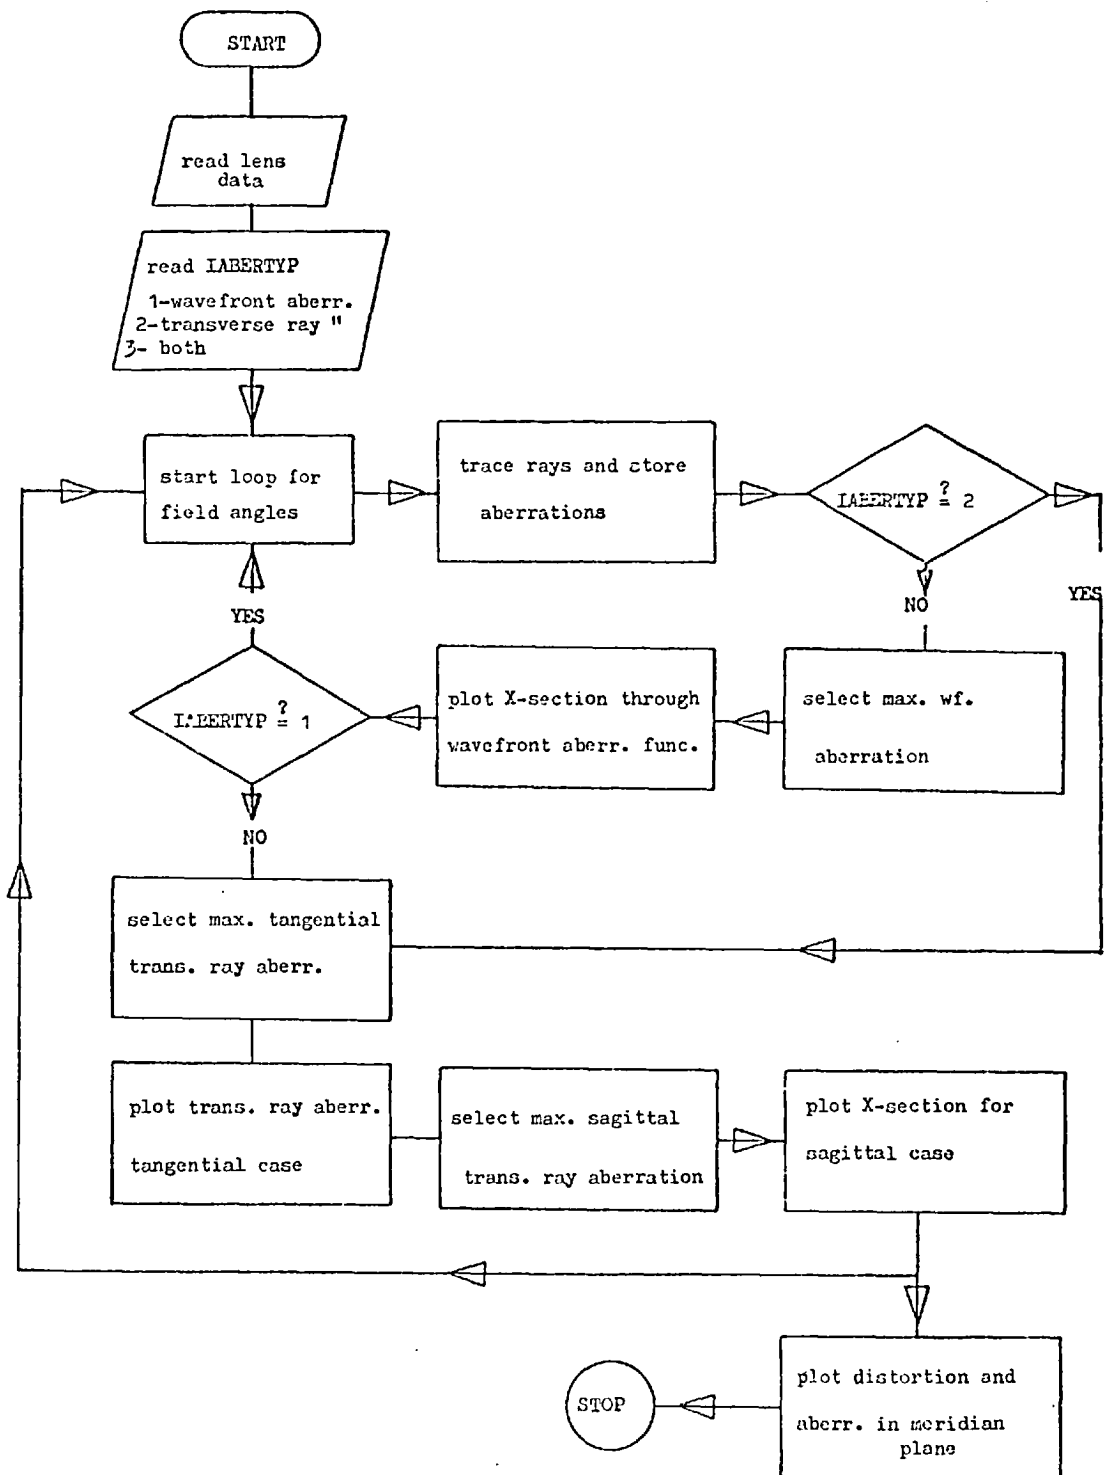 START
read lens
data
read IABERTYP
1-wavefront aberr.
2-transverse ray "
3- both
start loop for
field angles
trace rays and store
aberrations
IABERTYP ≟ 2
YES
NO
select max. wf.
aberration
plot X-section through
wavefront aberr. func.
IABERTYP ≟ 1
YES
NO
select max. tangential
trans. ray aberr.
plot trans. ray aberr.
tangential case
select max. sagittal
trans. ray aberration
plot X-section for
sagittal case
plot distortion and
aberr. in meridian
plane
STOP